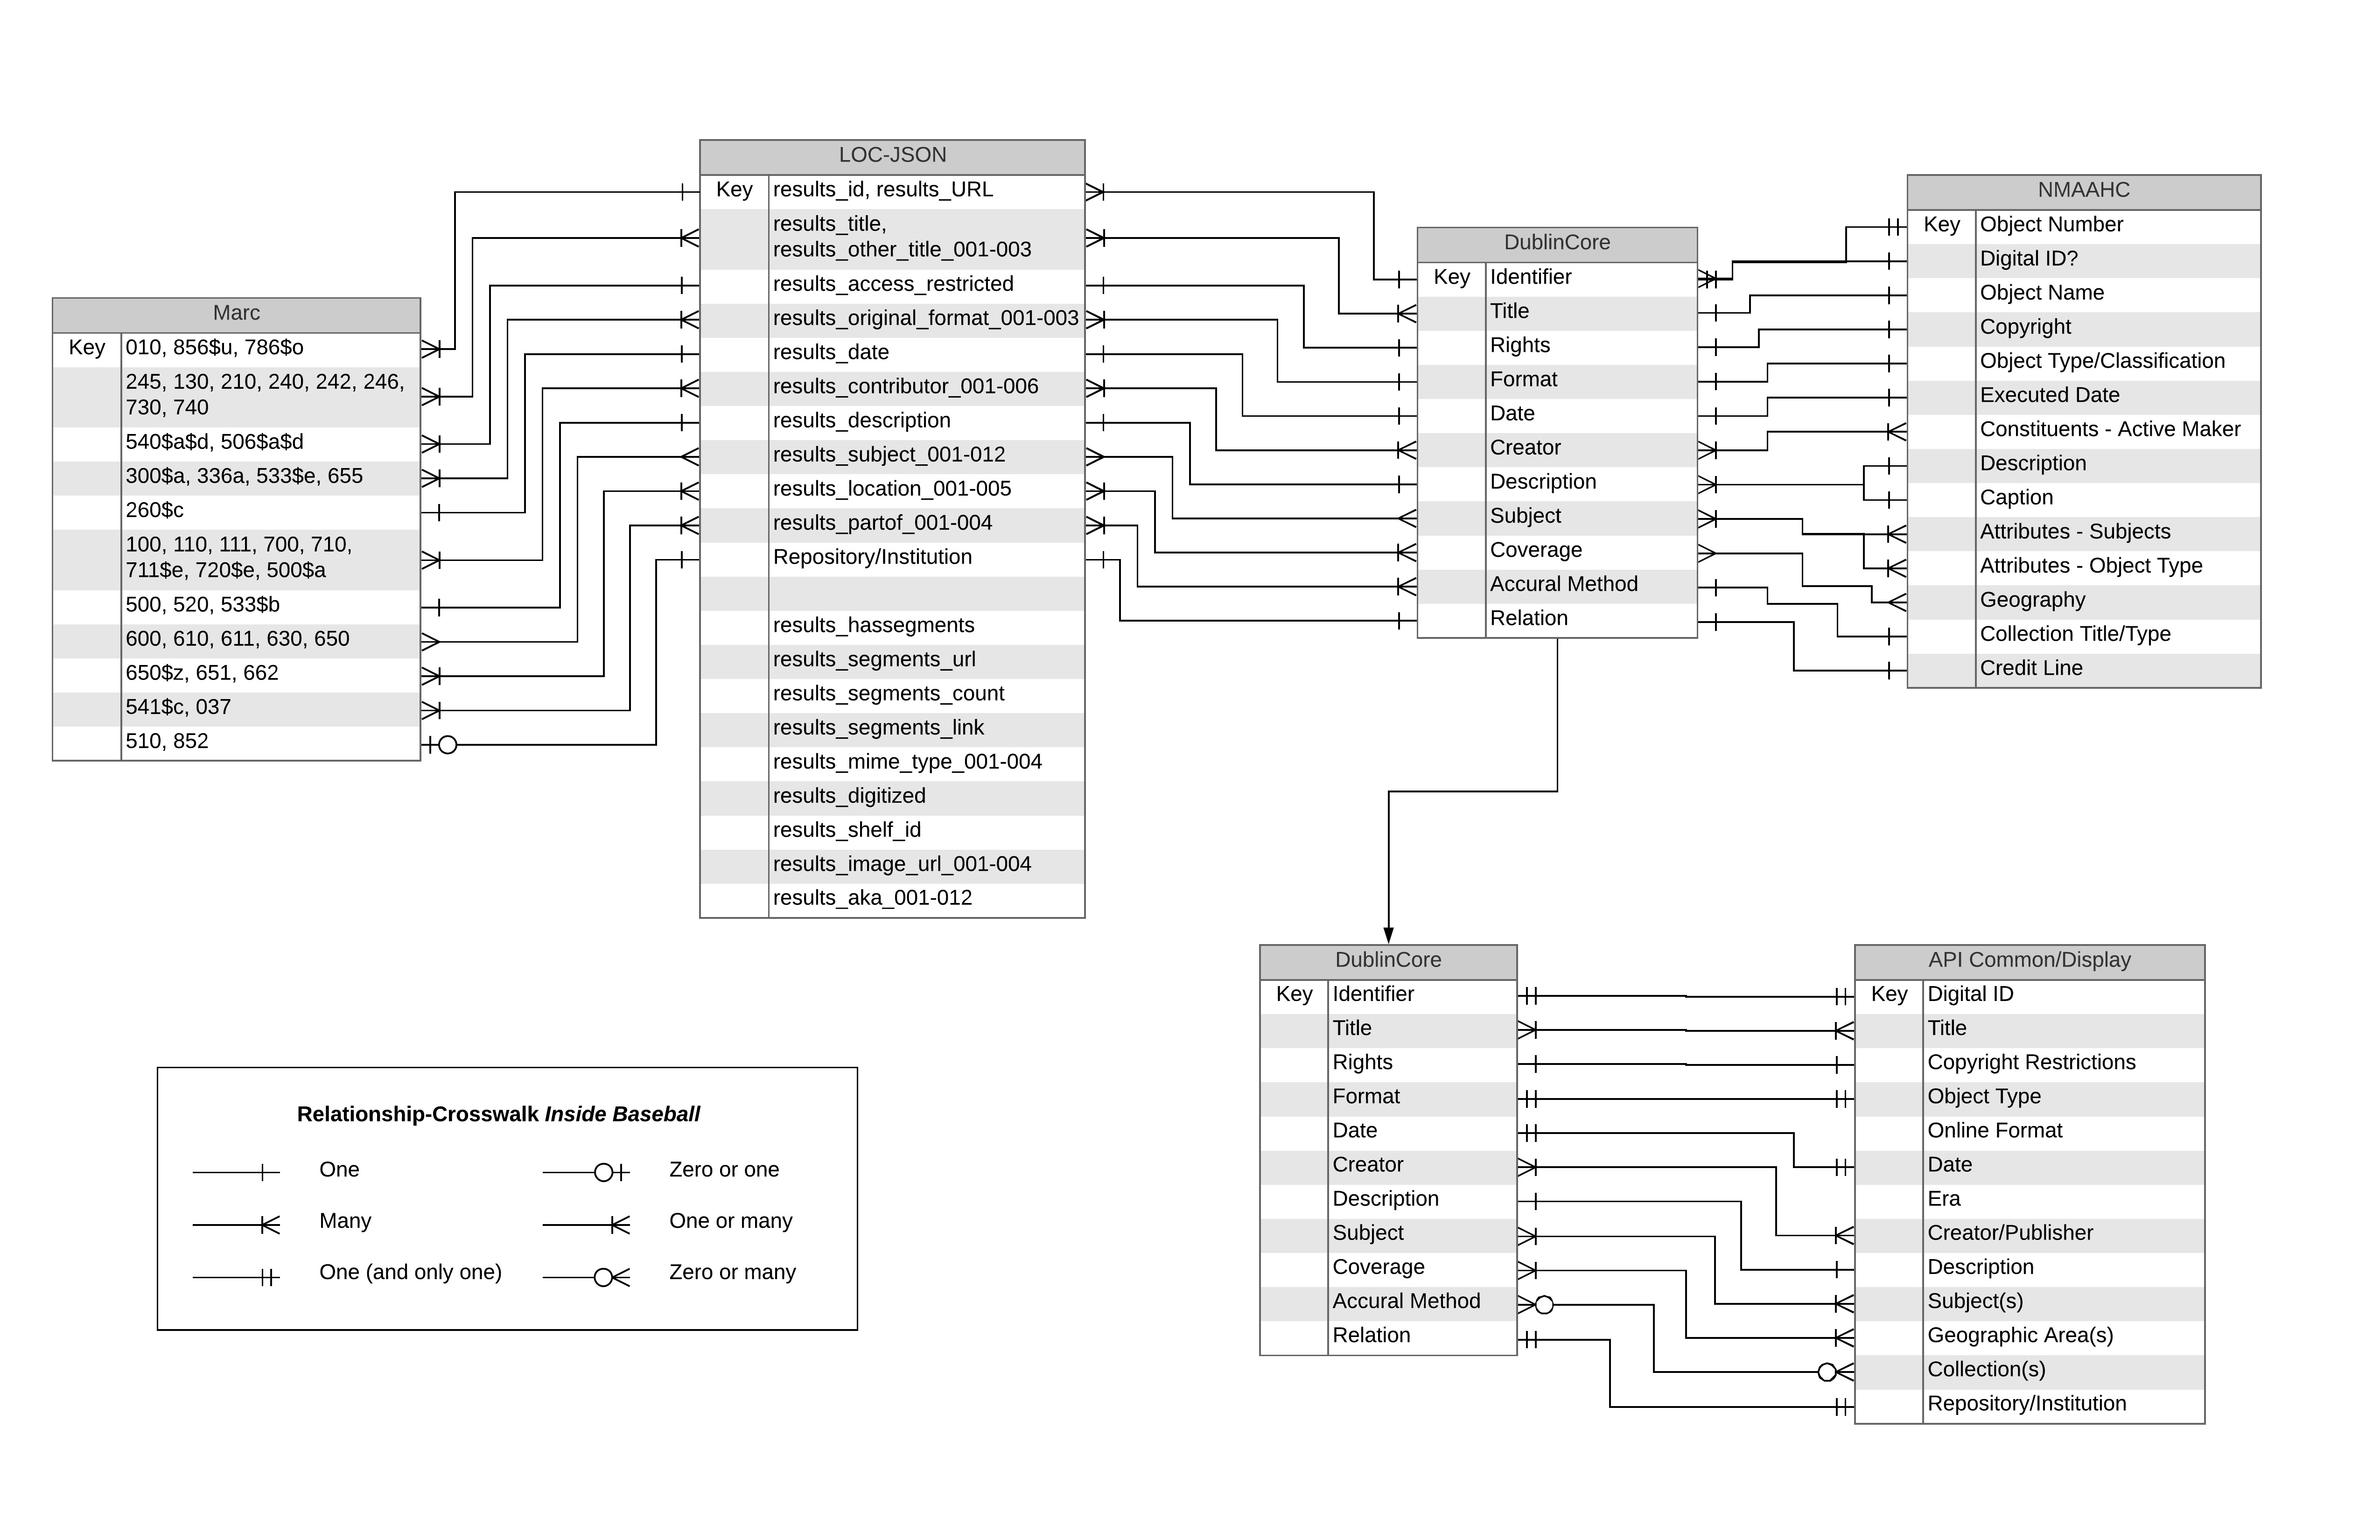 LOC-JSON
Key results_id, results_URL
results_title,
results_other_title_001-003
results_access_restricted
results_original_format_001-003
results_date
results_contributor_001-006
results_description
results_subject_001-012
results_location_001-005
results_partof_001-004
Repository/Institution
results_hassegments
results_segments_url
results_segments_count
results_segments_link
results_mime_type_001-004
results_digitized
results_shelf_id
results_image_url_001-004
results_aka_001-012
Marc
Key 010, 856$u, 786$o
245, 130, 210, 240, 242, 246,
730, 740
540$a$d, 506$a$d
300$a, 336a, 533$e, 655
260$c
100, 110, 111, 700, 710,
711$e, 720$e, 500$a
500, 520, 533$b
600, 610, 611, 630, 650
650$z, 651, 662
541$c, 037
510, 852
DublinCore
Key Identifier
Title
Rights
Format
Date
Creator
Description
Subject
Coverage
Accural Method
Relation
NMAAHC
Key Object Number
Digital ID?
Object Name
Copyright
Object Type/Classification
Executed Date
Constituents - Active Maker
Description
Caption
Attributes - Subjects
Attributes - Object Type
Geography
Collection Title/Type
Credit Line
DublinCore
Key Identifier
Title
Rights
Format
Date
Creator
Description
Subject
Coverage
Accural Method
Relation
API Common/Display
Key Digital ID
Title
Copyright Restrictions
Object Type
Online Format
Date
Era
Creator/Publisher
Description
Subject(s)
Geographic Area(s)
Collection(s)
Repository/Institution
Relationship-Crosswalk Inside Baseball
One Zero or one
Many One or many
One (and only one) Zero or many